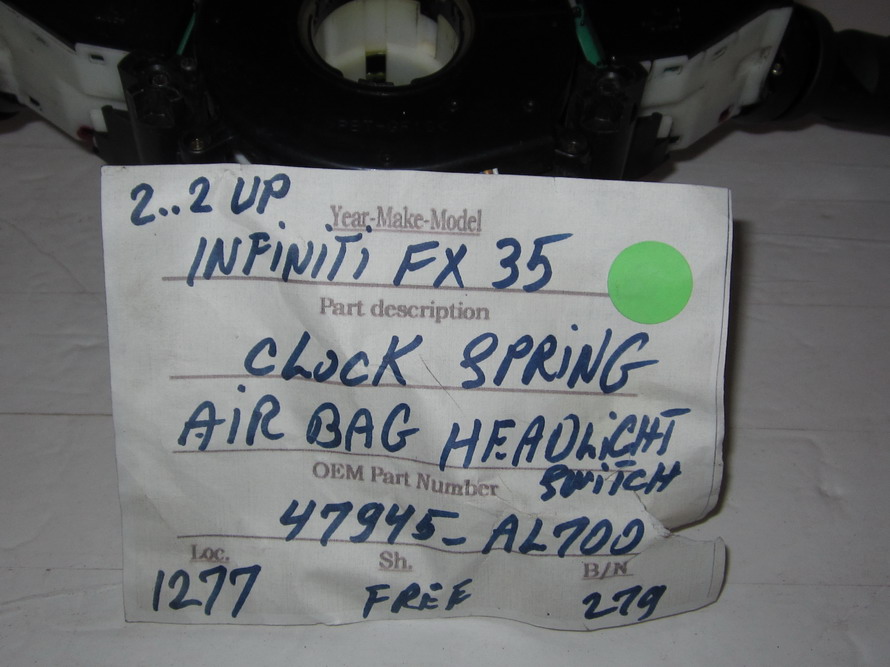 2..2 UP
Year-Make-Model
INFINITI FX 35
Part description
CLOCK SPRING
AIR BAG HEADLIGHT
SWITCH
OEM Part Number
47945-AL700
Loc. Sh. B/N
1277 FREE 279